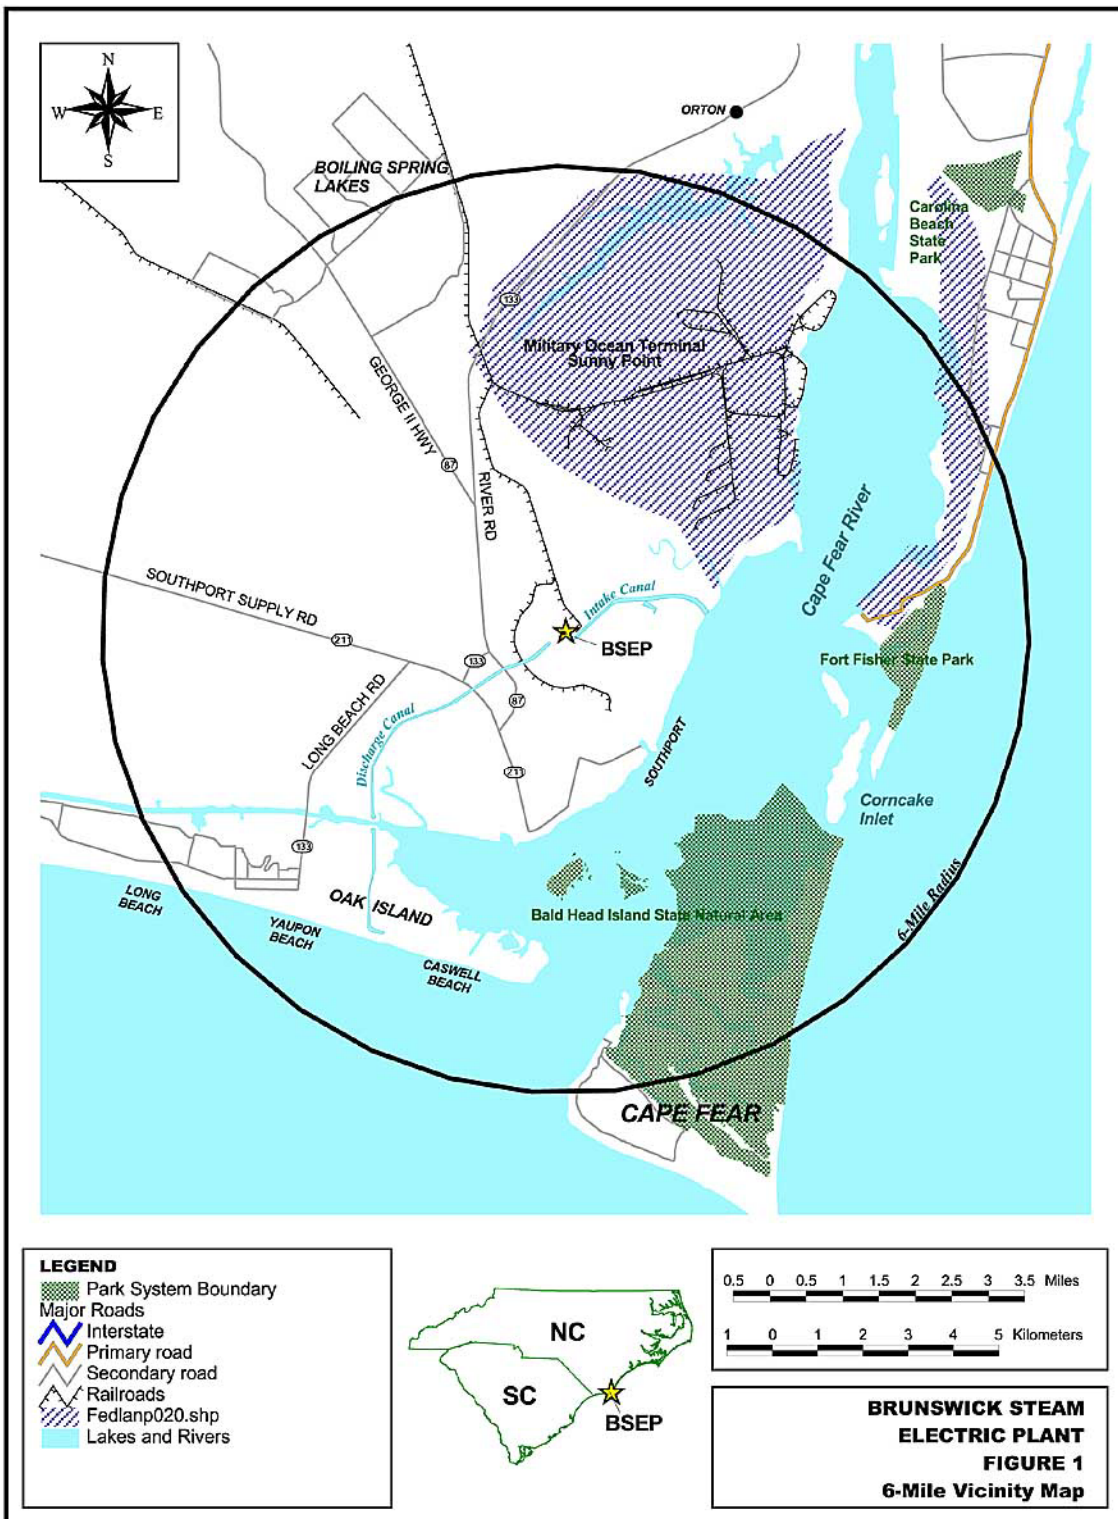 N
W E
S
ORTON
BOILING SPRING
LAKES
Carolina
Beach
State
Park
133
Military Ocean Terminal
Sunny Point
GEORGE II HWY
87
RIVER RD
Cape Fear River
SOUTHPORT SUPPLY RD
211
Intake Canal
BSEP
133
Fort Fisher State Park
87
LONG BEACH RD
Discharge Canal
SOUTHPORT
211
Corncake
Inlet
133
6-Mile Radius
LONG
BEACH
OAK ISLAND
YAUPON
BEACH
Bald Head Island State Natural Area
CASWELL
BEACH
CAPE FEAR
LEGEND
Park System Boundary
Major Roads
Interstate
Primary road
Secondary road
Railroads
Fedlanp020.shp
Lakes and Rivers
NC
SC
BSEP
0.5 0 0.5 1 1.5 2 2.5 3 3.5 Miles
1 0 1 2 3 4 5 Kilometers
BRUNSWICK STEAM
ELECTRIC PLANT
FIGURE 1
6-Mile Vicinity Map